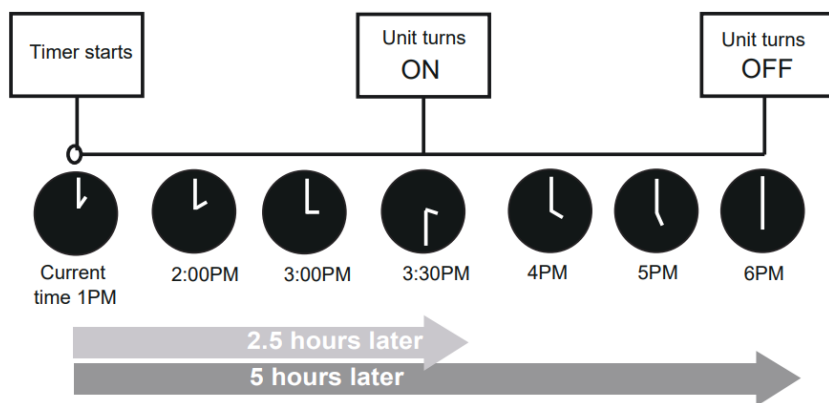 Timer starts
Unit turns
ON
Unit turns
OFF
Current
time 1PM
2:00PM
3:00PM
3:30PM
4PM
5PM
6PM
2.5 hours later
5 hours later